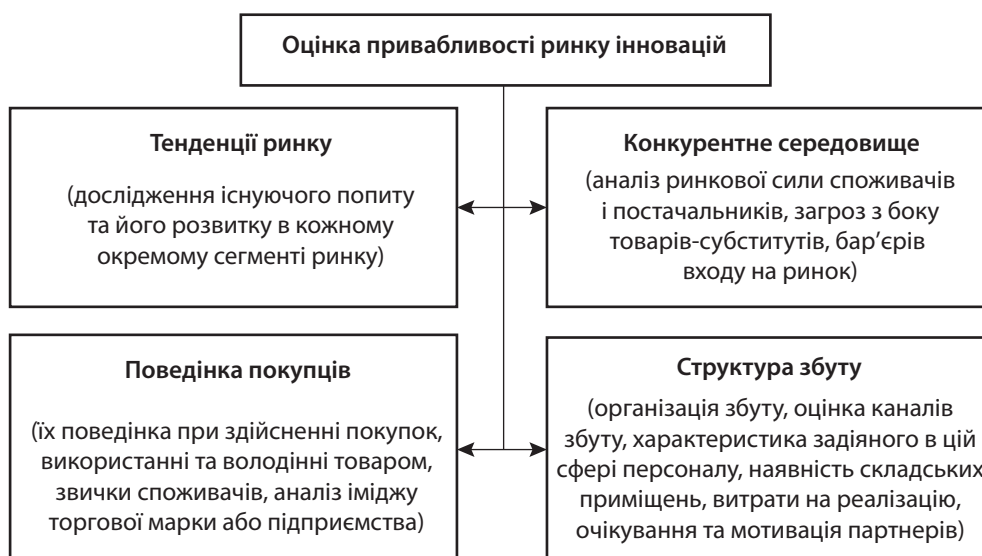 Оцінка привабливості ринку інновацій
Тенденції ринку
(дослідження існуючого попиту
та його розвитку в кожному
окремому сегменті ринку)
Конкурентне середовище
(аналіз ринкової сили споживачів
і постачальників, загроз з боку
товарів-субститутів, бар’єрів
входу на ринок)
Поведінка покупців
(їх поведінка при здійсненні покупок,
використанні та володінні товаром,
звички споживачів, аналіз іміджу
торгової марки або підприємства)
Структура збуту
(організація збуту, оцінка каналів
збуту, характеристика задіяного в цій
сфері персоналу, наявність складських
приміщень, витрати на реалізацію,
очікування та мотивація партнерів)